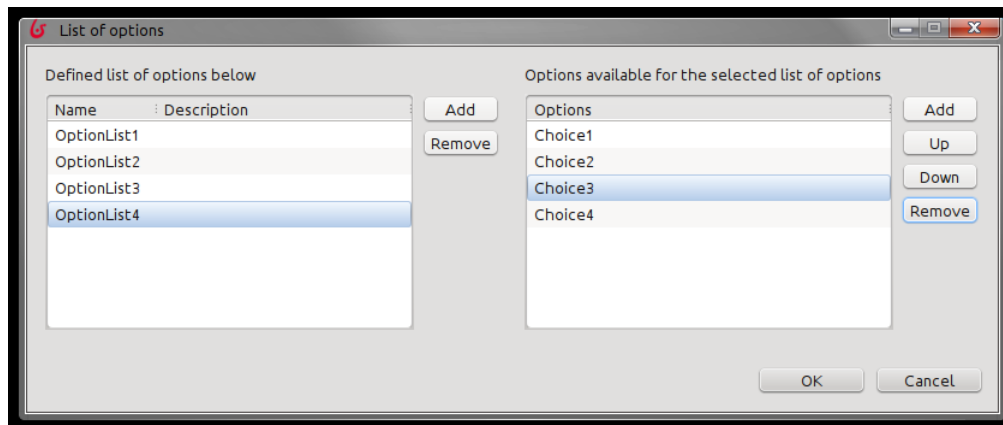 List of options
Defined list of options below
Name Description
OptionList1
OptionList2
OptionList3
OptionList4
Add
Remove
Options available for the selected list of options
Options
Choice1
Choice2
Choice3
Choice4
Add
Up
Down
Remove
OK Cancel